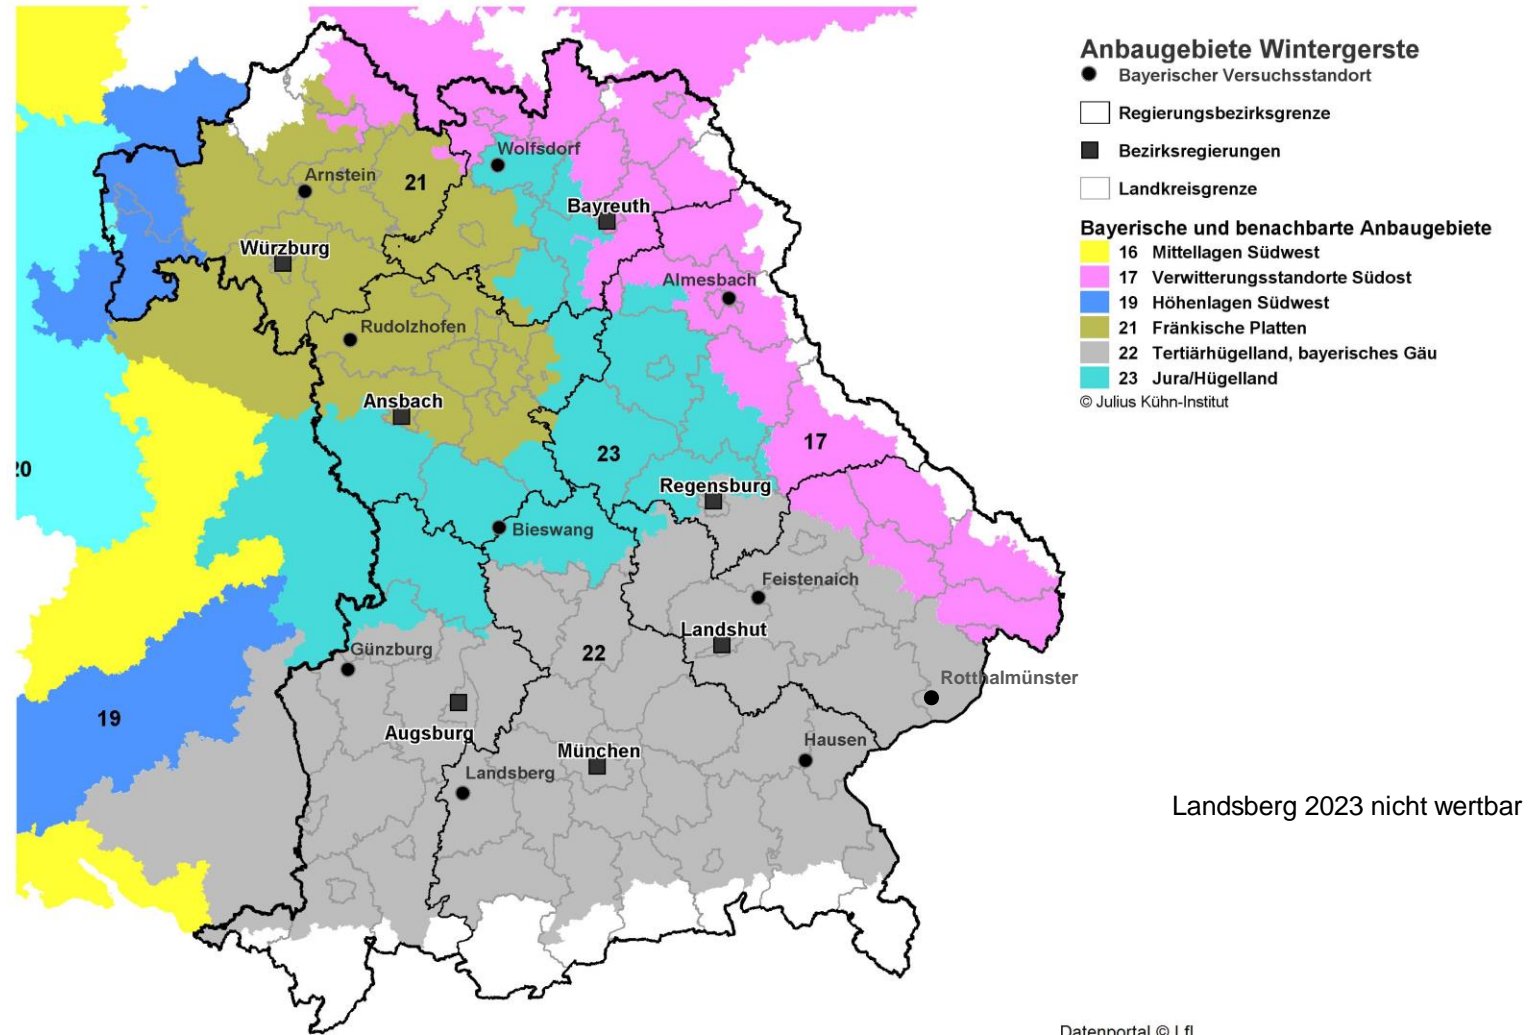 Anbaugebiete Wintergerste
Bayerischer Versuchsstandort
Regierungsbezirksgrenze
Bezirksregierungen
Landkreisgrenze
Bayerische und benachbarte Anbaugebiete
16 Mittellagen Südwest
17 Verwitterungsstandorte Südost
19 Höhenlagen Südwest
21 Fränkische Platten
22 Tertiärhügelland, bayerisches Gäu
23 Jura/Hügelland
© Julius Kühn-Institut
Wolfsdorf
Arnstein
21
Bayreuth
Würzburg
Almesbach
Rudolzhofen
Ansbach
17
23
20
Regensburg
Bieswang
Feistenaich
Landshut
Günzburg
22
Rotthalmünster
19
Augsburg
Hausen
München
Landsberg
Landsberg 2023 nicht wertbar
Datenportal © LfL